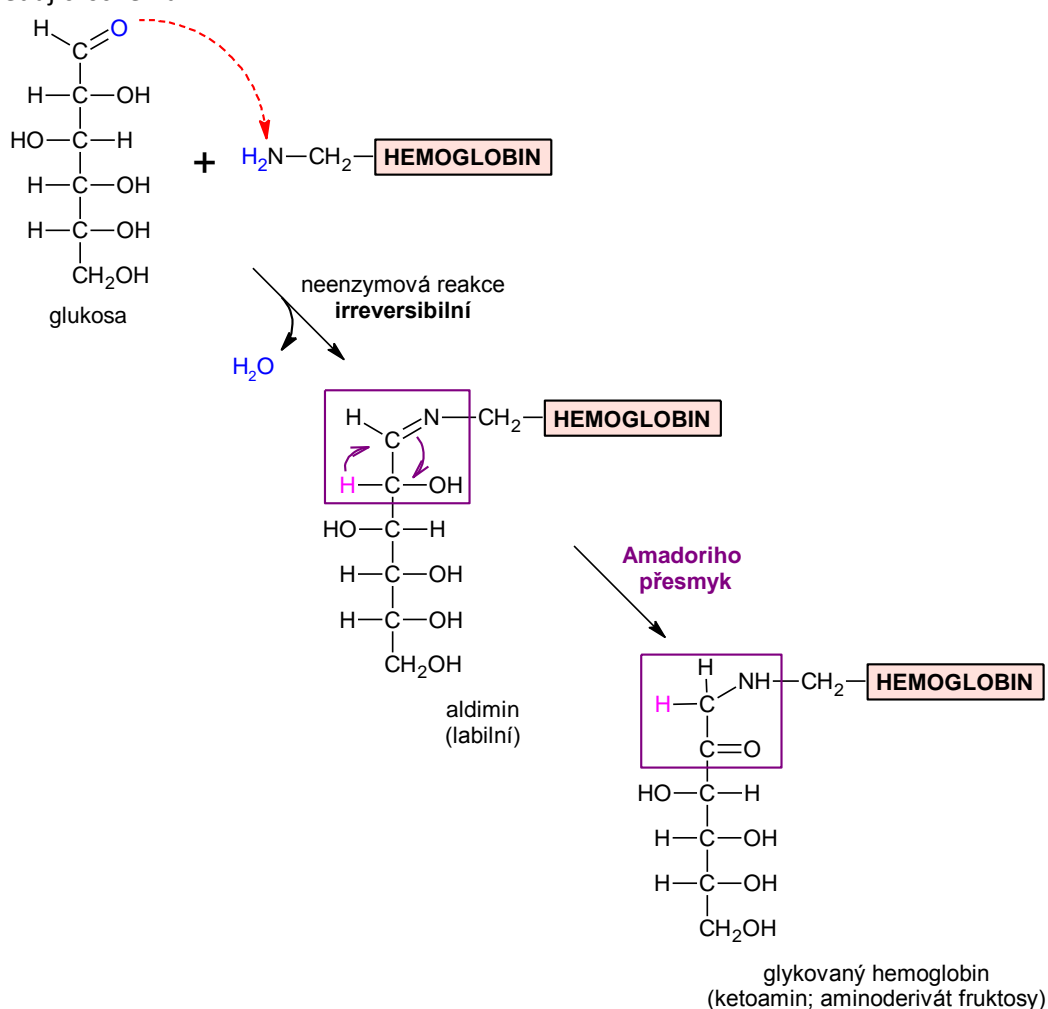 H O
C
H—C—OH
HO—C—H
H—C—OH
H—C—OH
CH2OH
glukosa
+
H2N—CH2— HEMOGLOBIN
neenzymová reakce
irreversibilní
H2O
H C N—CH2— HEMOGLOBIN
H—C—OH
HO—C—H
H—C—OH
H—C—OH
CH2OH
aldimin
(labilní)
Amadoriho
přesmyk
H
H—C NH—CH2— HEMOGLOBIN
C=O
HO—C—H
H—C—OH
H—C—OH
CH2OH
glykovaný hemoglobin
(ketoamin; aminoderivát fruktosy)